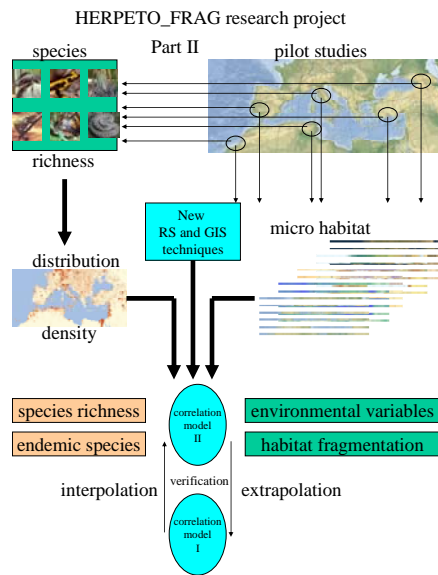 HERPETO_FRAG research project
Part II
species
pilot studies
richness
New
RS and GIS
techniques
micro habitat
distribution
density
species richness
endemic species
correlation
model
II
environmental variables
habitat fragmentation
interpolation
verification
extrapolation
correlation
model
I